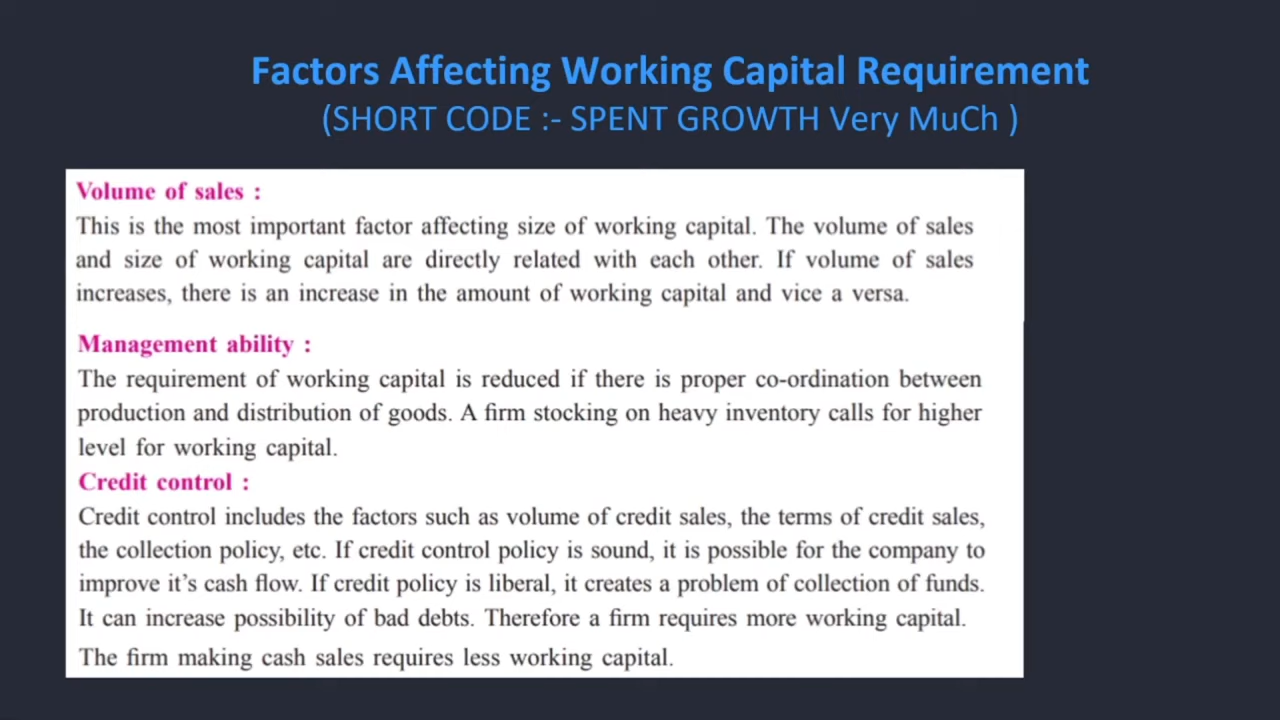 Factors Affecting Working Capital Requirement
(SHORT CODE :- SPENT GROWTH Very MuCh )
Volume of sales :
This is the most important factor affecting size of working capital. The volume of sales
and size of working capital are directly related with each other. If volume of sales
increases, there is an increase in the amount of working capital and vice a versa.
Management ability :
The requirement of working capital is reduced if there is proper co-ordination between
production and distribution of goods. A firm stocking on heavy inventory calls for higher
level for working capital.
Credit control :
Credit control includes the factors such as volume of credit sales, the terms of credit sales,
the collection policy, etc. If credit control policy is sound, it is possible for the company to
improve it’s cash flow. If credit policy is liberal, it creates a problem of collection of funds.
It can increase possibility of bad debts. Therefore a firm requires more working capital.
The firm making cash sales requires less working capital.